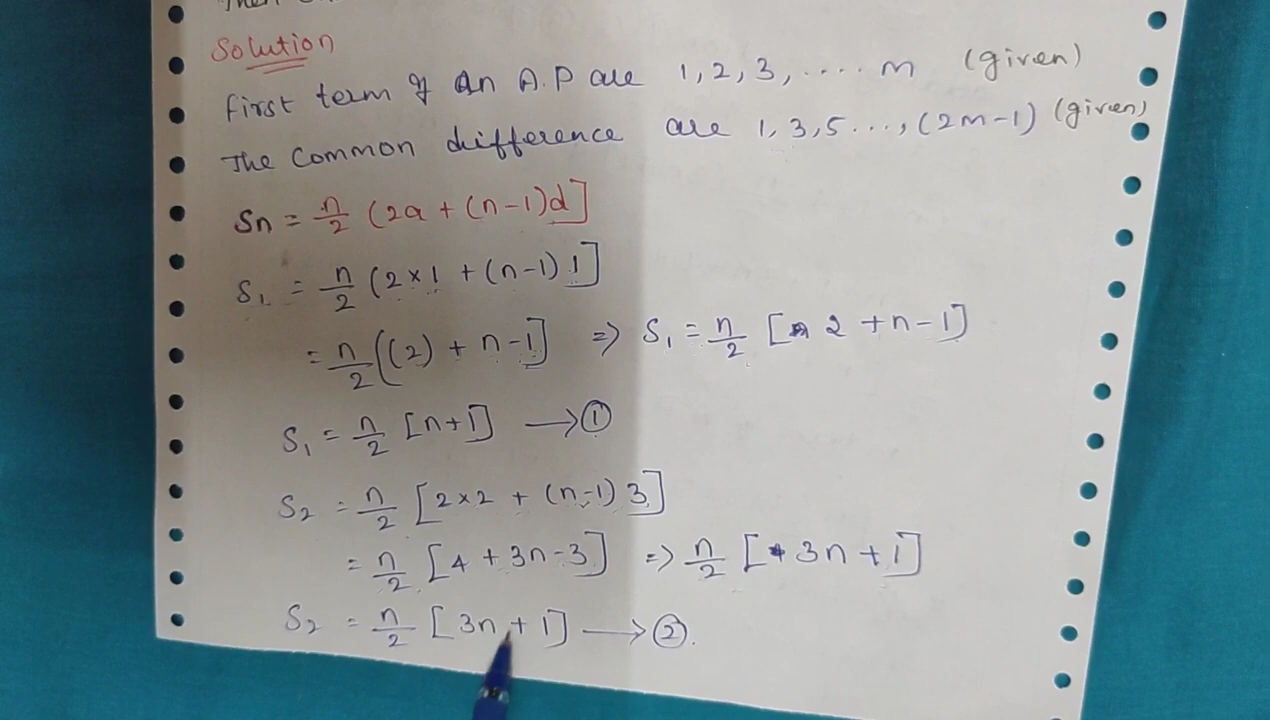 Solution
First term of an A.P are 1, 2, 3, .... m (given)
The Common difference are 1, 3, 5 ..., (2m-1) (given)
Sn = n/2 (2a + (n-1)d]
S1 = n/2 (2×1 + (n-1) 1]
= n/2 ((2) + n-1] => S1 = n/2 [ 2 + n-1]
S1 = n/2 [n+1] → ①
S2 = n/2 [2×2 + (n-1) 3]
= n/2 [4 + 3n-3] => n/2 [ 3n + 1]
S2 = n/2 [3n + 1] → ②.